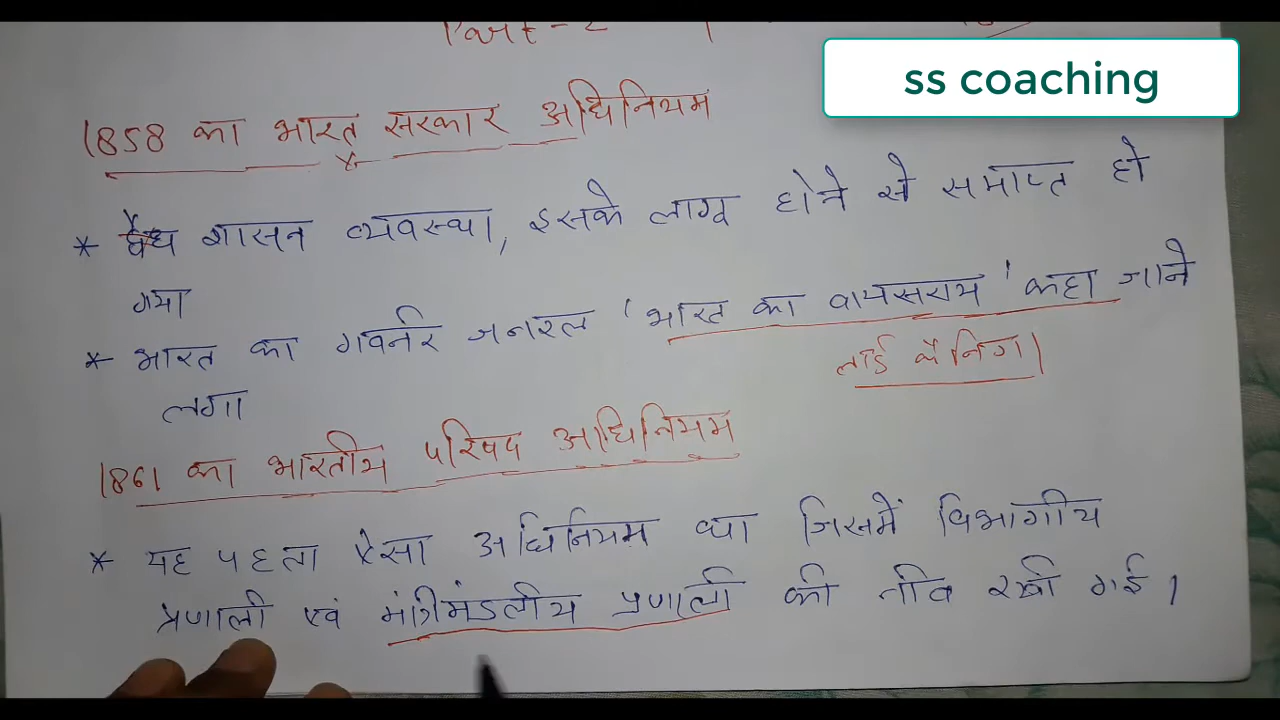 Part - 2
ss coaching
1858 का भारत सरकार अधिनियम
* द्वैध शासन व्यवस्था, इसके लागू होने से समाप्त हो
गया
* भारत का गवर्नर जनरल 'भारत का वायसराय' कहा जाने
लार्ड कैनिंग।
लगा
1861 का भारतीय परिषद अधिनियम
* यह पहला ऐसा अधिनियम था जिसमें विभागीय
प्रणाली एवं मंत्रिमंडलीय प्रणाली की नींव रखी गई।